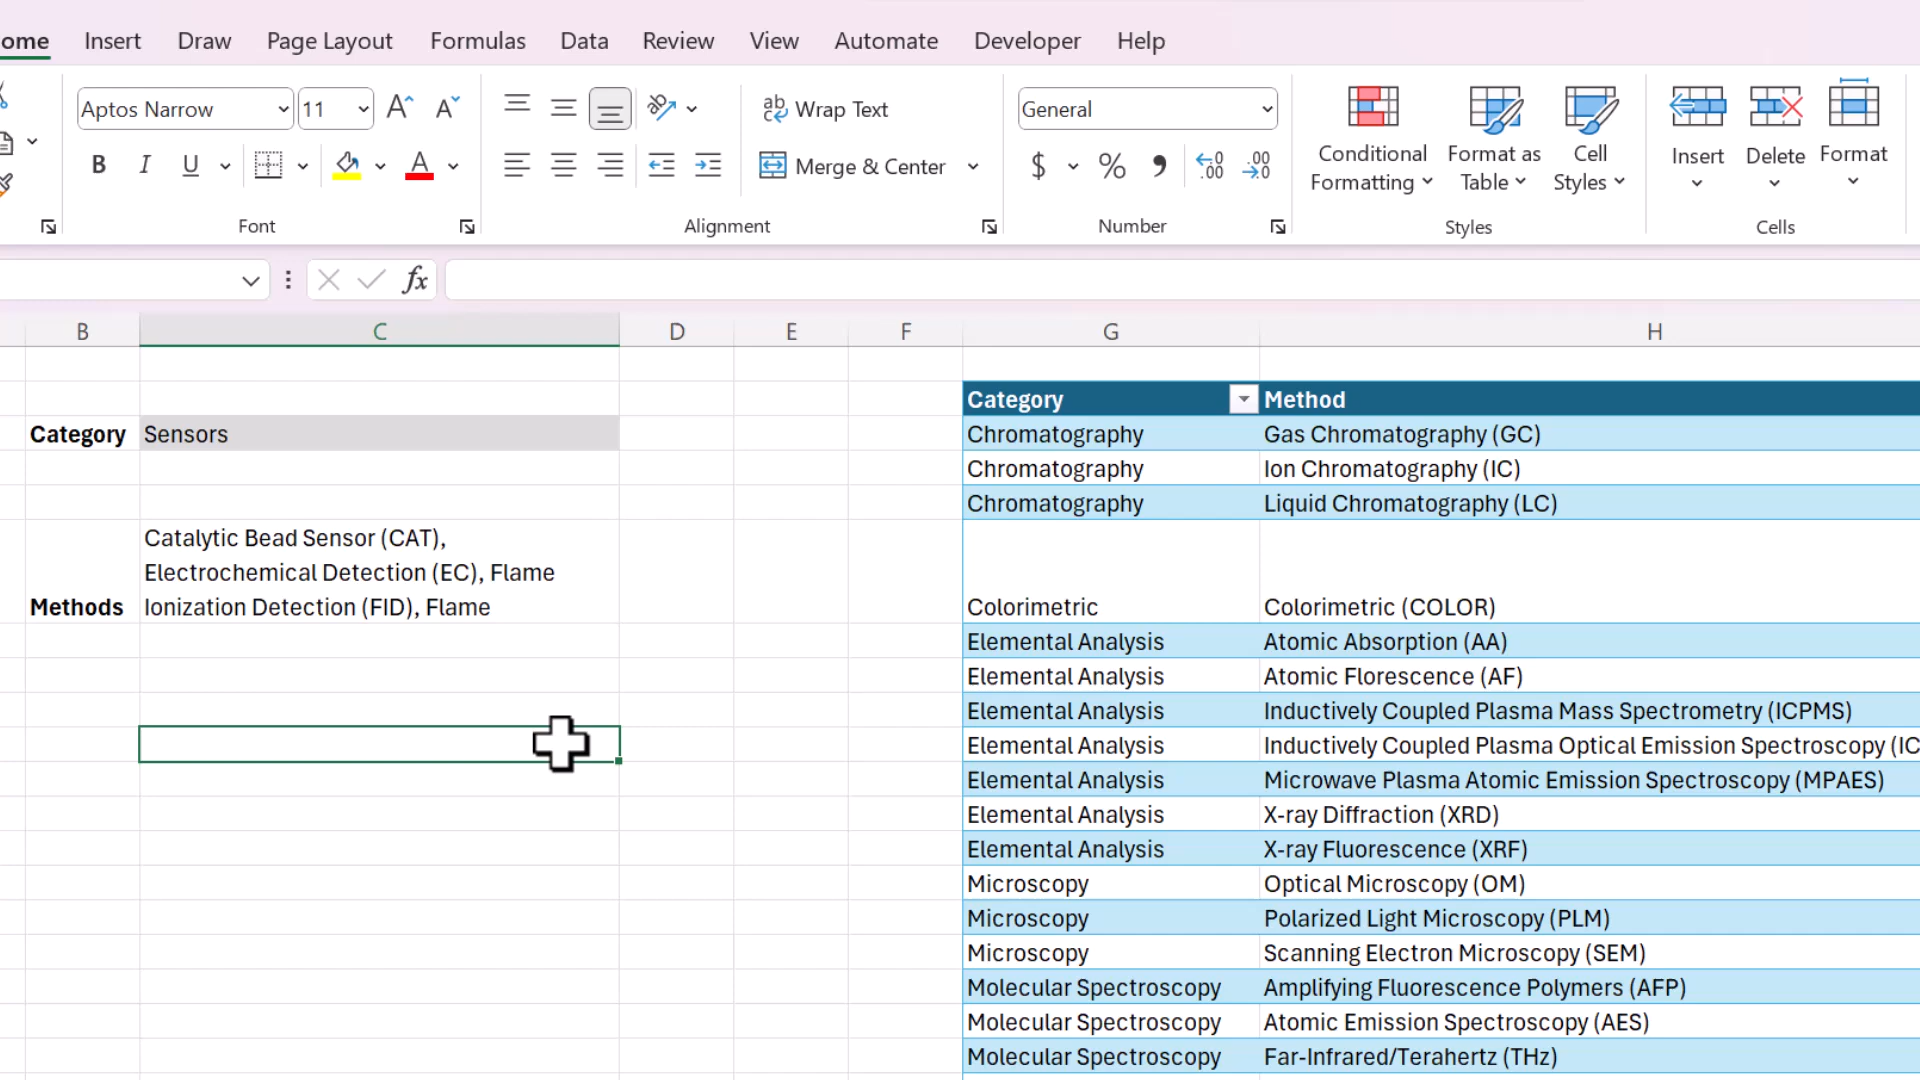 ome Insert Draw Page Layout Formulas Data Review View Automate Developer Help
Aptos Narrow 11 A A
ab Wrap Text
General
B I U A
Merge & Center
$ % 9 .00 .00
Conditional Formatting
Format as Table
Cell Styles
Insert Delete Format
Font Alignment Number Styles Cells
fx
B C D E F G H
Category Method
Category Sensors Chromatography Gas Chromatography (GC)
Chromatography Ion Chromatography (IC)
Chromatography Liquid Chromatography (LC)
Catalytic Bead Sensor (CAT),
Electrochemical Detection (EC), Flame
Methods Ionization Detection (FID), Flame Colorimetric Colorimetric (COLOR)
Elemental Analysis Atomic Absorption (AA)
Elemental Analysis Atomic Florescence (AF)
Elemental Analysis Inductively Coupled Plasma Mass Spectrometry (ICPMS)
Elemental Analysis Inductively Coupled Plasma Optical Emission Spectroscopy (IC
Elemental Analysis Microwave Plasma Atomic Emission Spectroscopy (MPAES)
Elemental Analysis X-ray Diffraction (XRD)
Elemental Analysis X-ray Fluorescence (XRF)
Microscopy Optical Microscopy (OM)
Microscopy Polarized Light Microscopy (PLM)
Microscopy Scanning Electron Microscopy (SEM)
Molecular Spectroscopy Amplifying Fluorescence Polymers (AFP)
Molecular Spectroscopy Atomic Emission Spectroscopy (AES)
Molecular Spectroscopy Far-Infrared/Terahertz (THz)